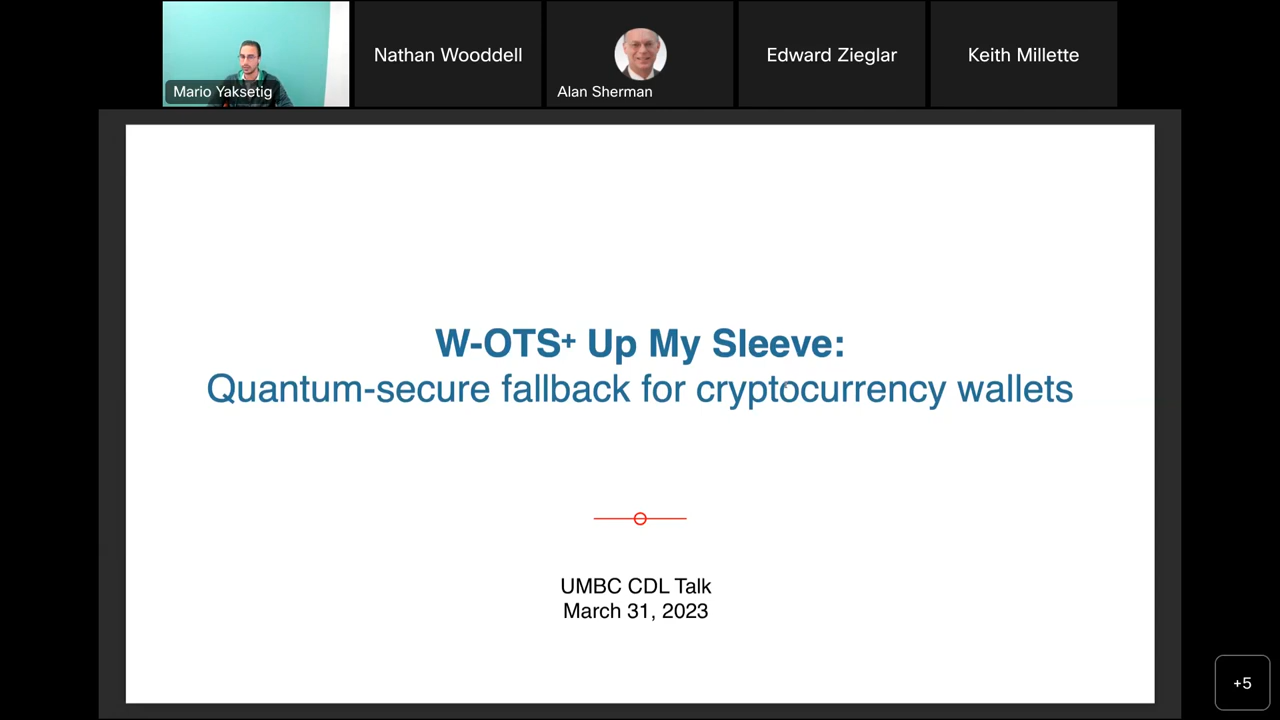 Mario Yaksetig
Nathan Wooddell
Alan Sherman
Edward Zieglar
Keith Millette
W-OTS⁺ Up My Sleeve:
Quantum-secure fallback for cryptocurrency wallets
UMBC CDL Talk
March 31, 2023
+5